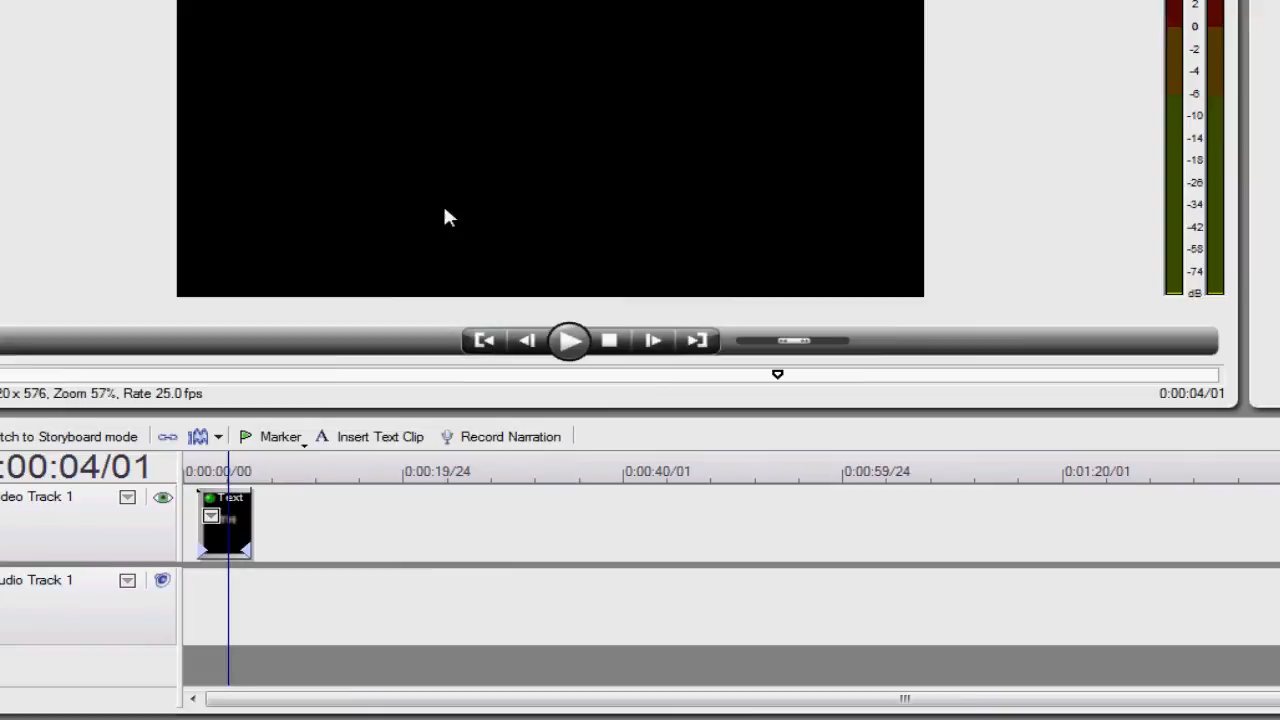 2
0
-2
-4
-6
-10
-14
-18
-26
-34
-42
-58
-74
dB
20 x 576, Zoom 57%, Rate 25.0 fps
0:00:04/01
tch to Storyboard mode
Marker
Insert Text Clip
Record Narration
:00:04/01
0:00:00/00
0:00:19/24
0:00:40/01
0:00:59/24
0:01:20/01
deo Track 1
Text
udio Track 1